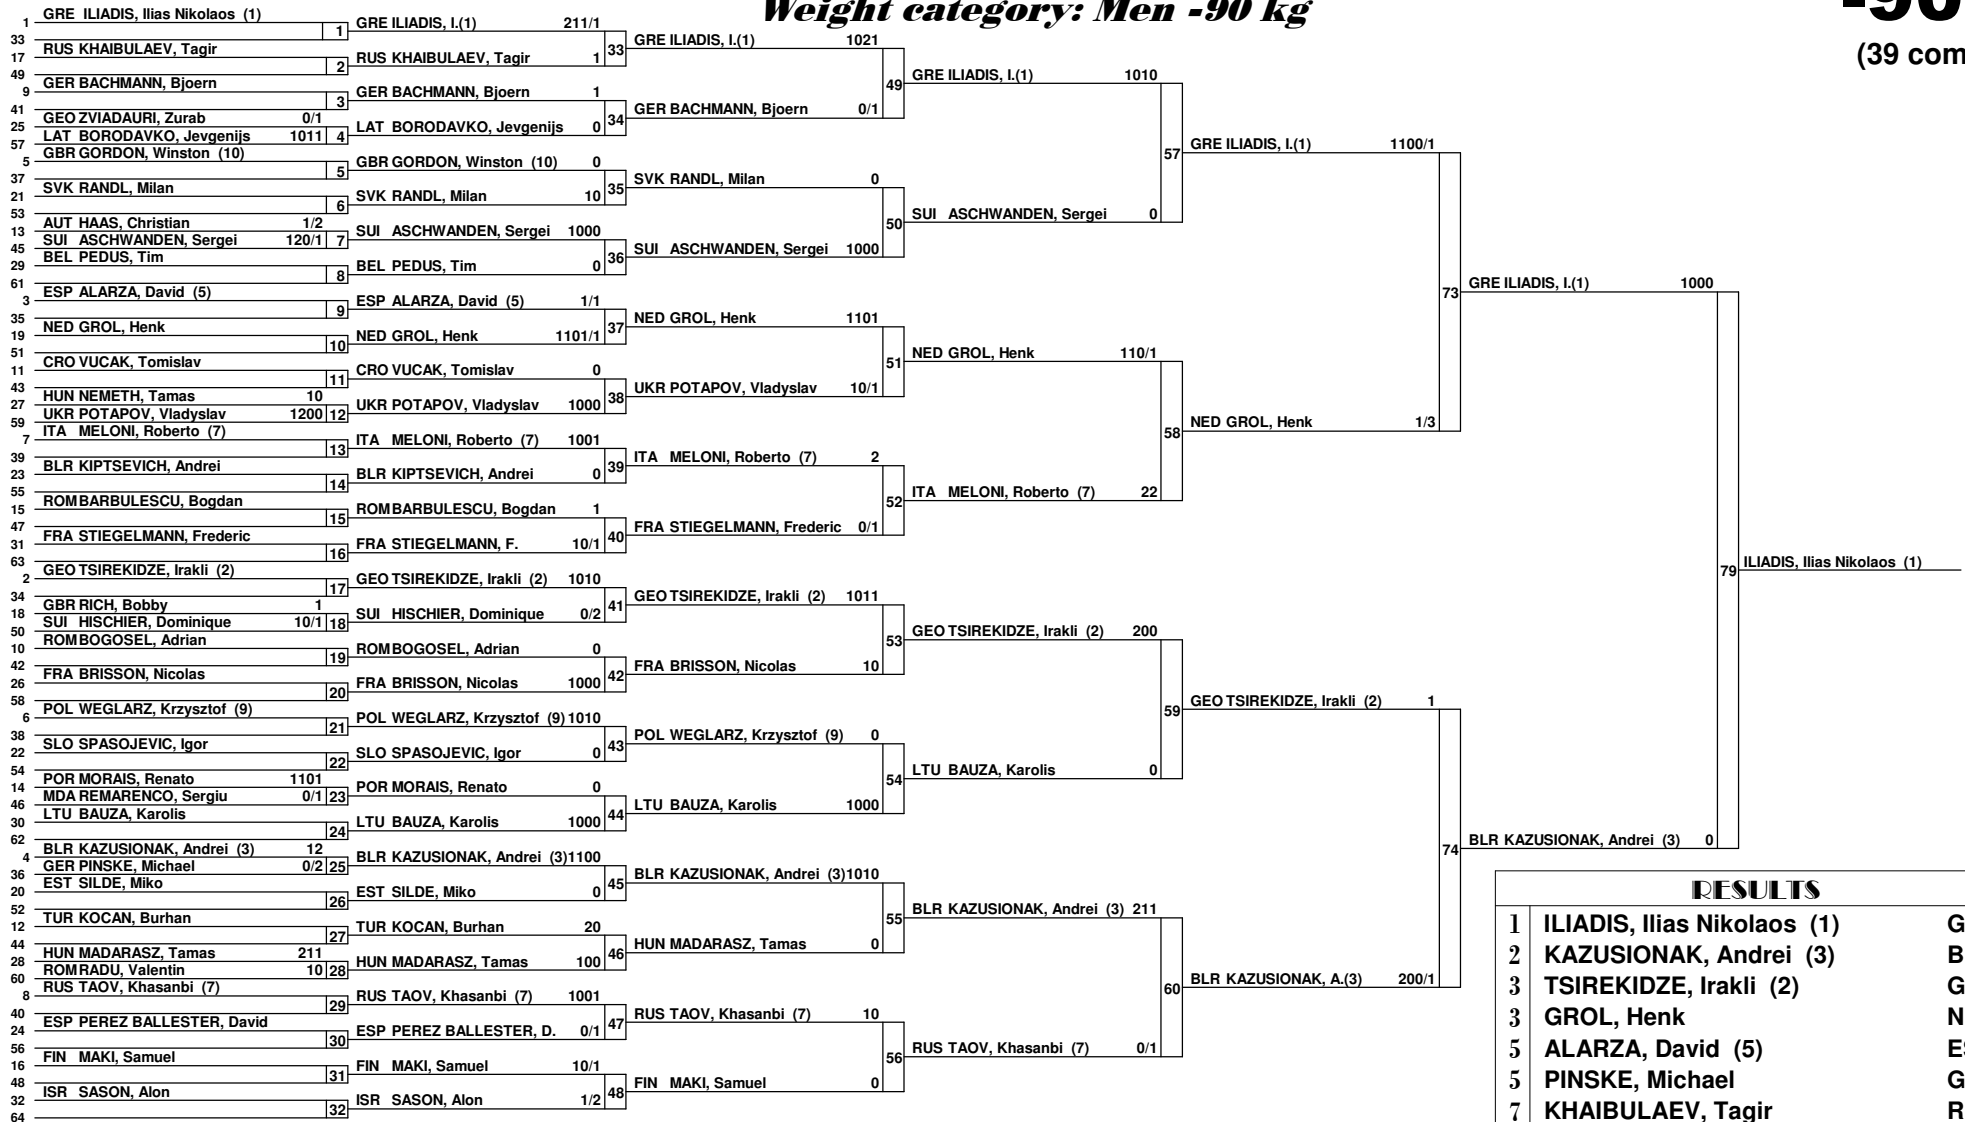 Weight category: Men -90 kg
-90
(39 com
1 GRE ILIADIS, Ilias Nikolaos (1)
33 1
17 RUS KHAIBULAEV, Tagir
49 2
9 GER BACHMANN, Bjoern
41 3
25 GEO ZVIADAURI, Zurab 0/1
57 LAT BORODAVKO, Jevgenijs 1011 4
5 GBR GORDON, Winston (10)
37 5
21 SVK RANDL, Milan
53 6
13 AUT HAAS, Christian 1/2
45 SUI ASCHWANDEN, Sergei 120/1 7
29 BEL PEDUS, Tim
61 8
3 ESP ALARZA, David (5)
35 9
19 NED GROL, Henk
51 10
11 CRO VUCAK, Tomislav
43 11
27 HUN NEMETH, Tamas 10
59 UKR POTAPOV, Vladyslav 1200 12
7 ITA MELONI, Roberto (7)
39 13
23 BLR KIPTSEVICH, Andrei
55 14
15 ROM BARBULESCU, Bogdan
47 15
31 FRA STIEGELMANN, Frederic
63 16
2 GEO TSIREKIDZE, Irakli (2)
34 17
18 GBR RICH, Bobby 1
50 SUI HISCHIER, Dominique 10/1 18
10 ROM BOGOSEL, Adrian
42 19
26 FRA BRISSON, Nicolas
58 20
6 POL WEGLARZ, Krzysztof (9)
38 21
22 SLO SPASOJEVIC, Igor
54 22
14 POR MORAIS, Renato 1101
46 MDA REMARENCO, Sergiu 0/1 23
30 LTU BAUZA, Karolis
62 24
4 BLR KAZUSIONAK, Andrei (3) 12
36 GER PINSKE, Michael 0/2 25
20 EST SILDE, Miko
52 26
12 TUR KOCAN, Burhan
44 27
28 HUN MADARASZ, Tamas 211
60 ROM RADU, Valentin 10 28
8 RUS TAOV, Khasanbi (7)
40 29
24 ESP PEREZ BALLESTER, David
56 30
16 FIN MAKI, Samuel
48 31
32 ISR SASON, Alon
64 32
GRE ILIADIS, I.(1) 211/1
33
RUS KHAIBULAEV, Tagir 1
GER BACHMANN, Bjoern 1
34
LAT BORODAVKO, Jevgenijs 0
GBR GORDON, Winston (10) 0
35
SVK RANDL, Milan 10
SUI ASCHWANDEN, Sergei 1000
36
BEL PEDUS, Tim 0
ESP ALARZA, David (5) 1/1
37
NED GROL, Henk 1101/1
CRO VUCAK, Tomislav 0
38
UKR POTAPOV, Vladyslav 1000
ITA MELONI, Roberto (7) 1001
39
BLR KIPTSEVICH, Andrei 0
ROM BARBULESCU, Bogdan 1
40
FRA STIEGELMANN, F. 10/1
GEO TSIREKIDZE, Irakli (2) 1010
41
SUI HISCHIER, Dominique 0/2
ROM BOGOSEL, Adrian 0
42
FRA BRISSON, Nicolas 1000
POL WEGLARZ, Krzysztof (9) 1010
43
SLO SPASOJEVIC, Igor 0
POR MORAIS, Renato 0
44
LTU BAUZA, Karolis 1000
BLR KAZUSIONAK, Andrei (3) 1100
45
EST SILDE, Miko 0
TUR KOCAN, Burhan 20
46
HUN MADARASZ, Tamas 100
RUS TAOV, Khasanbi (7) 1001
47
ESP PEREZ BALLESTER, D. 0/1
FIN MAKI, Samuel 10/1
48
ISR SASON, Alon 1/2
GRE ILIADIS, I.(1) 1021
49
GER BACHMANN, Bjoern 0/1
SVK RANDL, Milan 0
50
SUI ASCHWANDEN, Sergei 1000
NED GROL, Henk 1101
51
UKR POTAPOV, Vladyslav 10/1
ITA MELONI, Roberto (7) 2
52
FRA STIEGELMANN, Frederic 0/1
GEO TSIREKIDZE, Irakli (2) 1011
53
FRA BRISSON, Nicolas 10
POL WEGLARZ, Krzysztof (9) 0
54
LTU BAUZA, Karolis 1000
BLR KAZUSIONAK, Andrei (3) 1010
55
HUN MADARASZ, Tamas 0
RUS TAOV, Khasanbi (7) 10
56
FIN MAKI, Samuel 0
GRE ILIADIS, I.(1) 1010
57
SUI ASCHWANDEN, Sergei 0
NED GROL, Henk 110/1
58
ITA MELONI, Roberto (7) 22
GEO TSIREKIDZE, Irakli (2) 200
59
LTU BAUZA, Karolis 0
BLR KAZUSIONAK, Andrei (3) 211
60
RUS TAOV, Khasanbi (7) 0/1
GRE ILIADIS, I.(1) 1100/1
73
NED GROL, Henk 1/3
GEO TSIREKIDZE, Irakli (2) 1
74
BLR KAZUSIONAK, A.(3) 200/1
GRE ILIADIS, I.(1) 1000
79
BLR KAZUSIONAK, Andrei (3) 0
ILIADIS, Ilias Nikolaos (1)
RESULTS
1 ILIADIS, Ilias Nikolaos (1) G
2 KAZUSIONAK, Andrei (3) B
3 TSIREKIDZE, Irakli (2) G
3 GROL, Henk N
5 ALARZA, David (5) ES
5 PINSKE, Michael G
7 KHAIBULAEV, Tagir R